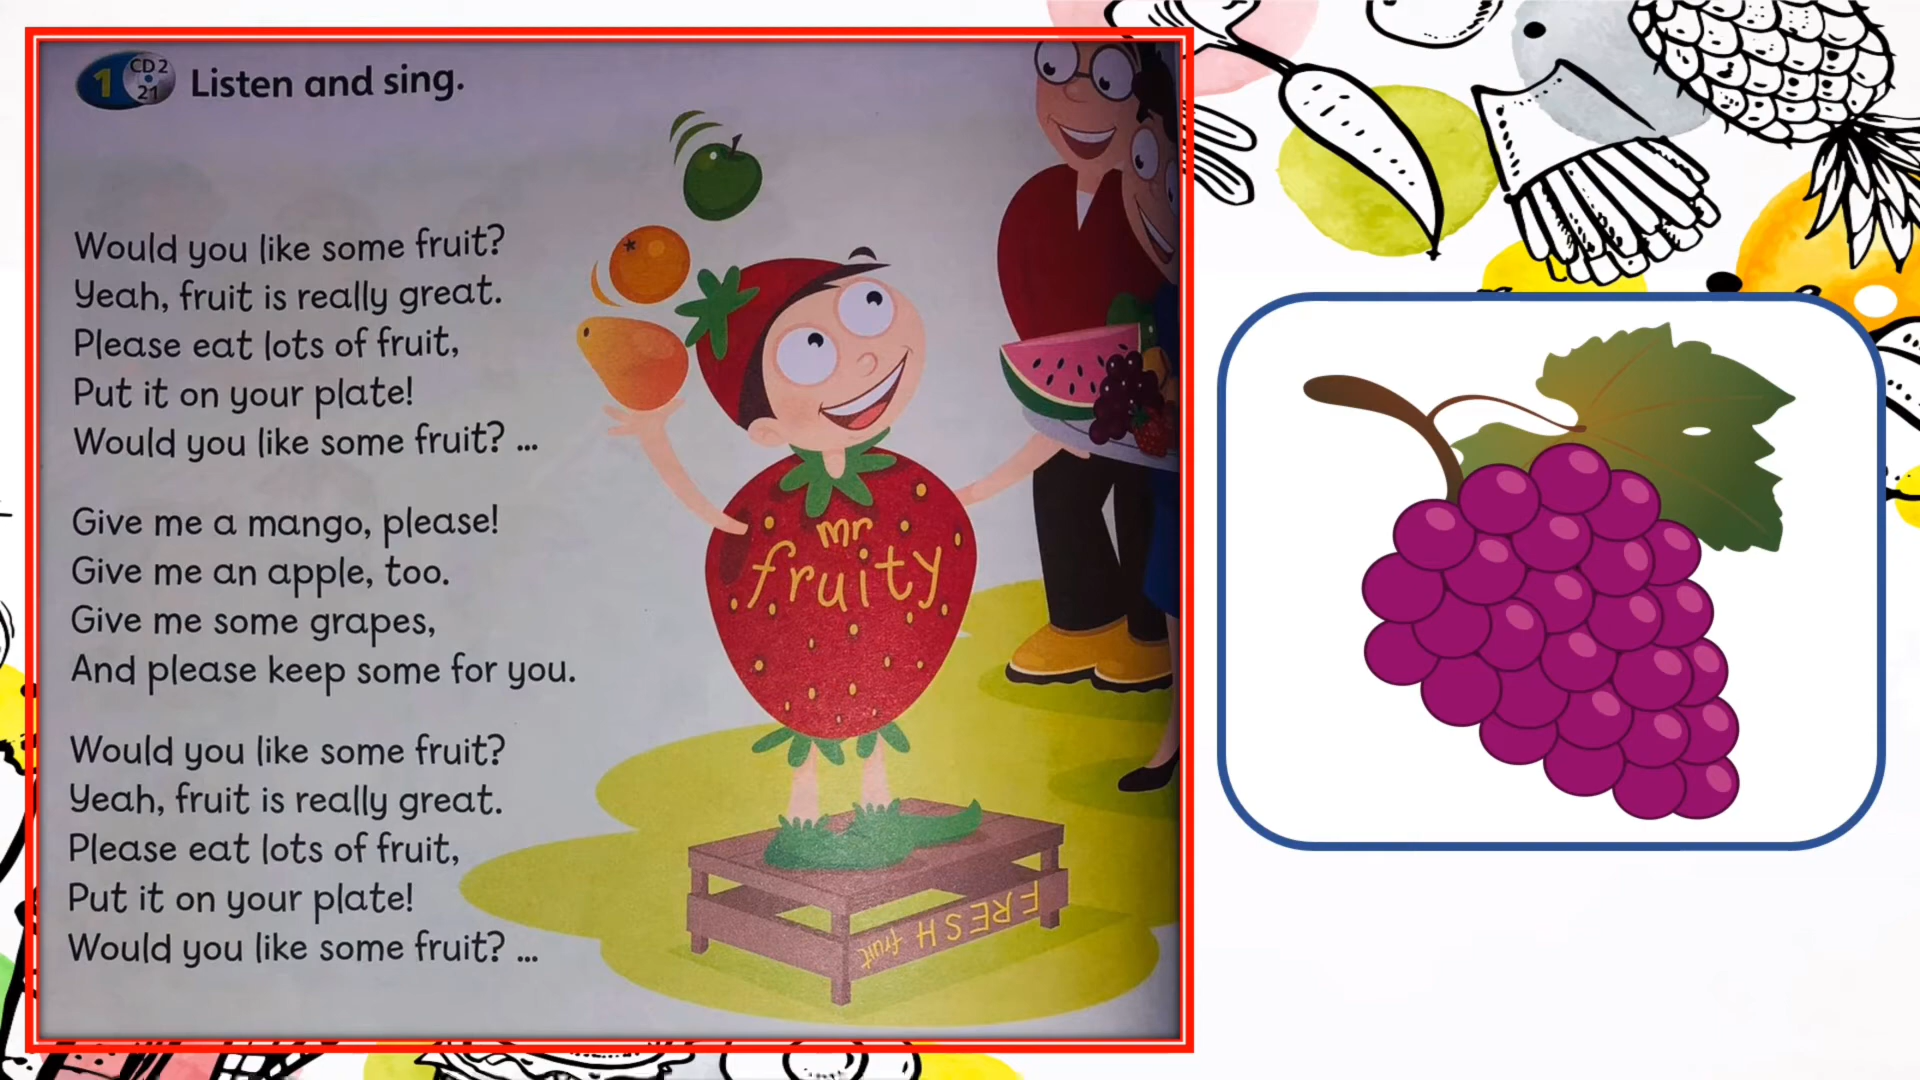 1 CD2 21 Listen and sing.
Would you like some fruit?
Yeah, fruit is really great.
Please eat lots of fruit,
Put it on your plate!
Would you like some fruit? ...
Give me a mango, please!
Give me an apple, too.
Give me some grapes,
And please keep some for you.
Would you like some fruit?
Yeah, fruit is really great.
Please eat lots of fruit,
Put it on your plate!
Would you like some fruit? ...
mr
fruity
FRESH fruit